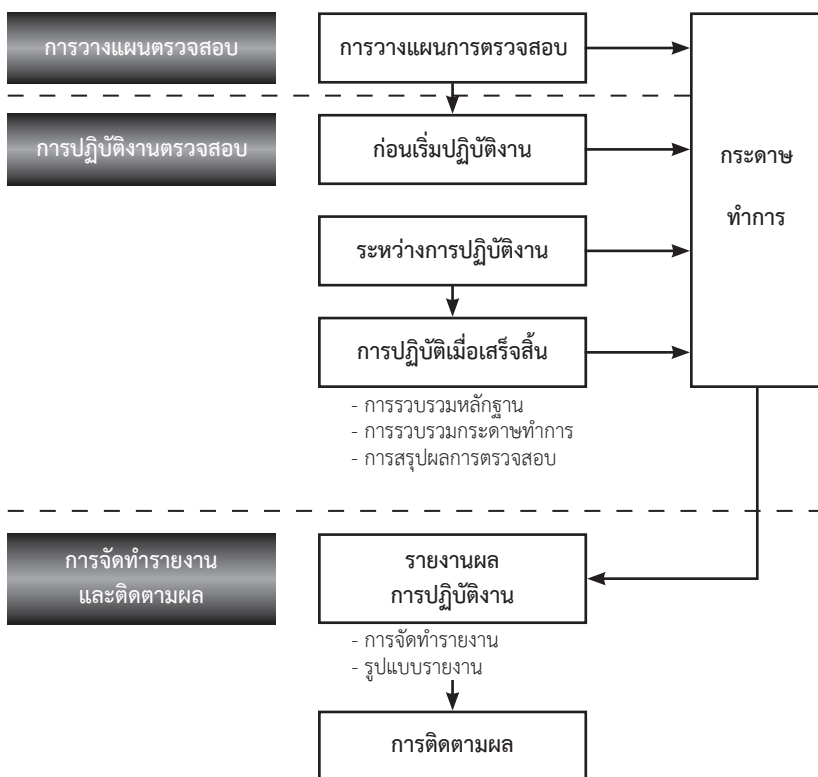 การวางแผนตรวจสอบ
การวางแผนการตรวจสอบ
การปฏิบัติงานตรวจสอบ
ก่อนเริ่มปฏิบัติงาน
กระดาษ
ทำการ
ระหว่างการปฏิบัติงาน
การปฏิบัติเมื่อเสร็จสิ้น
- การรวบรวมหลักฐาน
- การรวบรวมกระดาษทำการ
- การสรุปผลการตรวจสอบ
การจัดทำรายงาน
และติดตามผล
รายงานผล
การปฏิบัติงาน
- การจัดทำรายงาน
- รูปแบบรายงาน
การติดตามผล